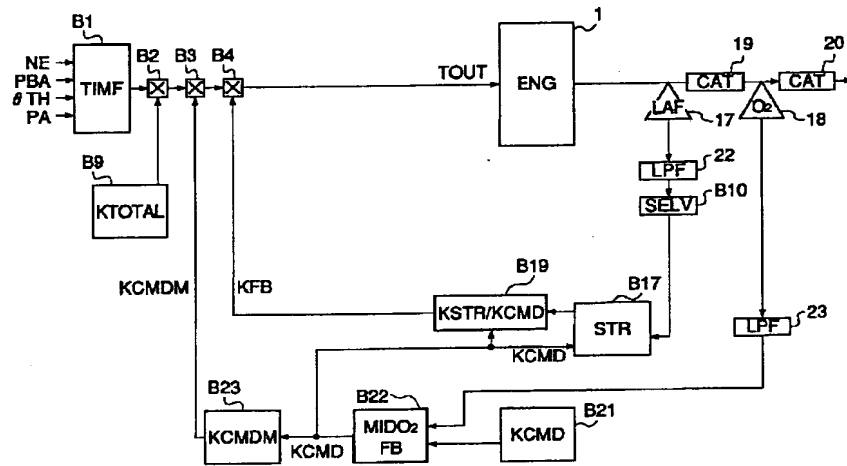 B1
NE
PBA
θTH
PA
TIMF
B2
B3
B4
TOUT
1
ENG
19
CAT
20
CAT
LAF
17
O₂
18
22
LPF
B10
SELV
B9
KTOTAL
KCMDM
KFB
B19
KSTR/KCMD
B17
STR
KCMD
LPF
23
B23
KCMDM
KCMD
B22
MIDO₂
FB
B21
KCMD